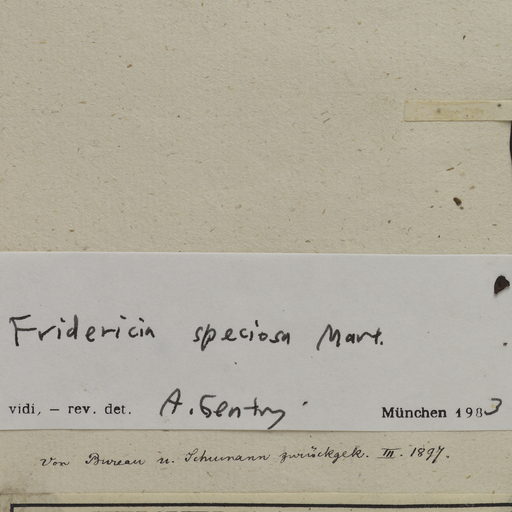 Fridericia speciosa Mart.
vidi, – rev. det. A. Gentry München 1983
Von Bureau u. Schumann zurückgek. III. 1897.